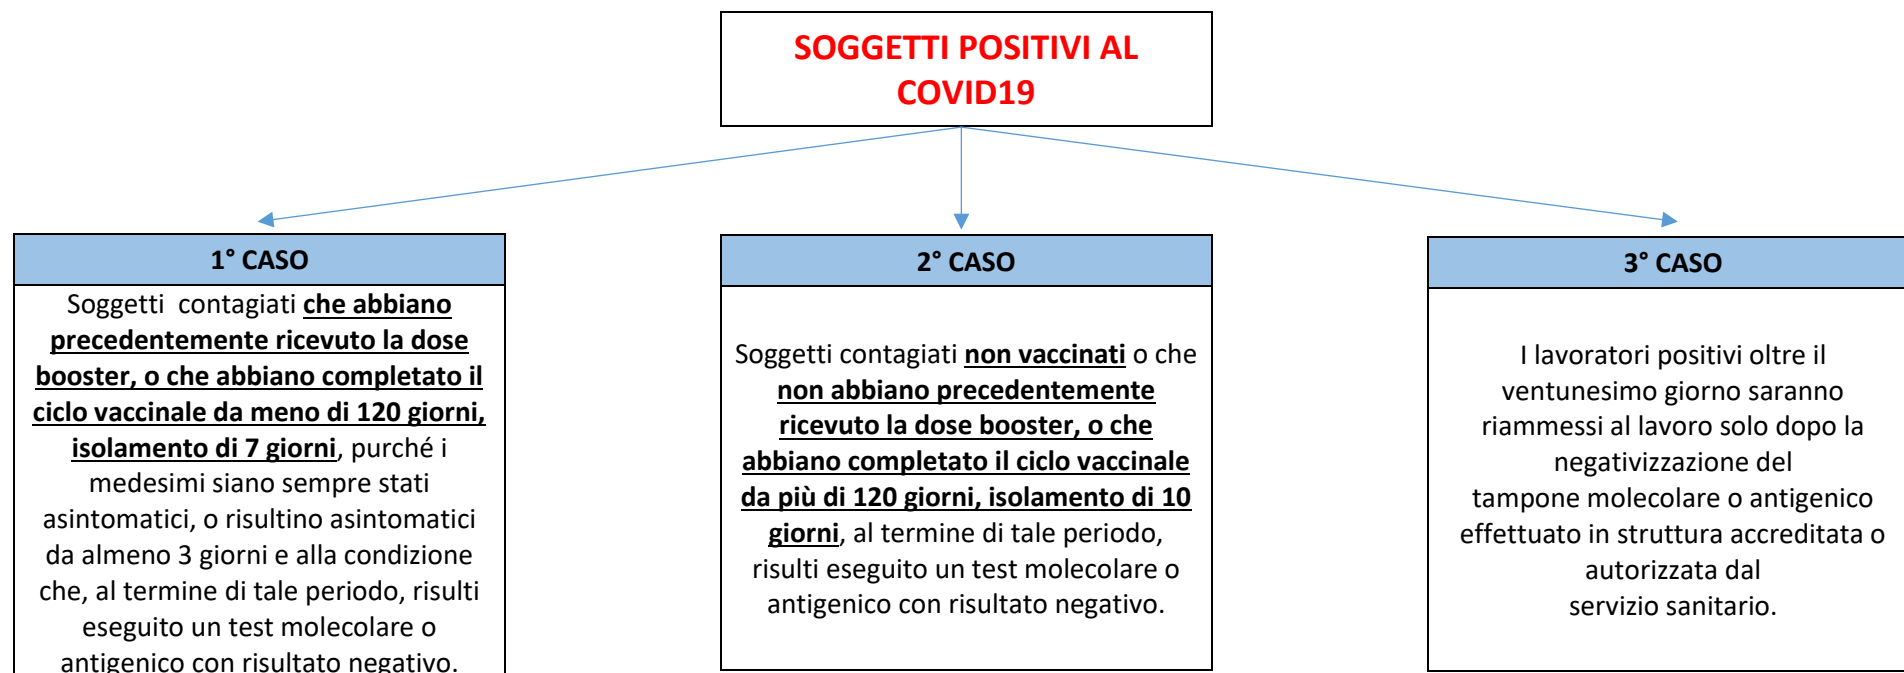 SOGGETTI POSITIVI AL
COVID19
1° CASO
Soggetti contagiati che abbiano
precedentemente ricevuto la dose
booster, o che abbiano completato il
ciclo vaccinale da meno di 120 giorni,
isolamento di 7 giorni, purché i
medesimi siano sempre stati
asintomatici, o risultino asintomatici
da almeno 3 giorni e alla condizione
che, al termine di tale periodo, risulti
eseguito un test molecolare o
antigenico con risultato negativo.
2° CASO
Soggetti contagiati non vaccinati o che
non abbiano precedentemente
ricevuto la dose booster, o che
abbiano completato il ciclo vaccinale
da più di 120 giorni, isolamento di 10
giorni, al termine di tale periodo,
risulti eseguito un test molecolare o
antigenico con risultato negativo.
3° CASO
I lavoratori positivi oltre il
ventunesimo giorno saranno
riammessi al lavoro solo dopo la
negativizzazione del
tampone molecolare o antigenico
effettuato in struttura accreditata o
autorizzata dal
servizio sanitario.